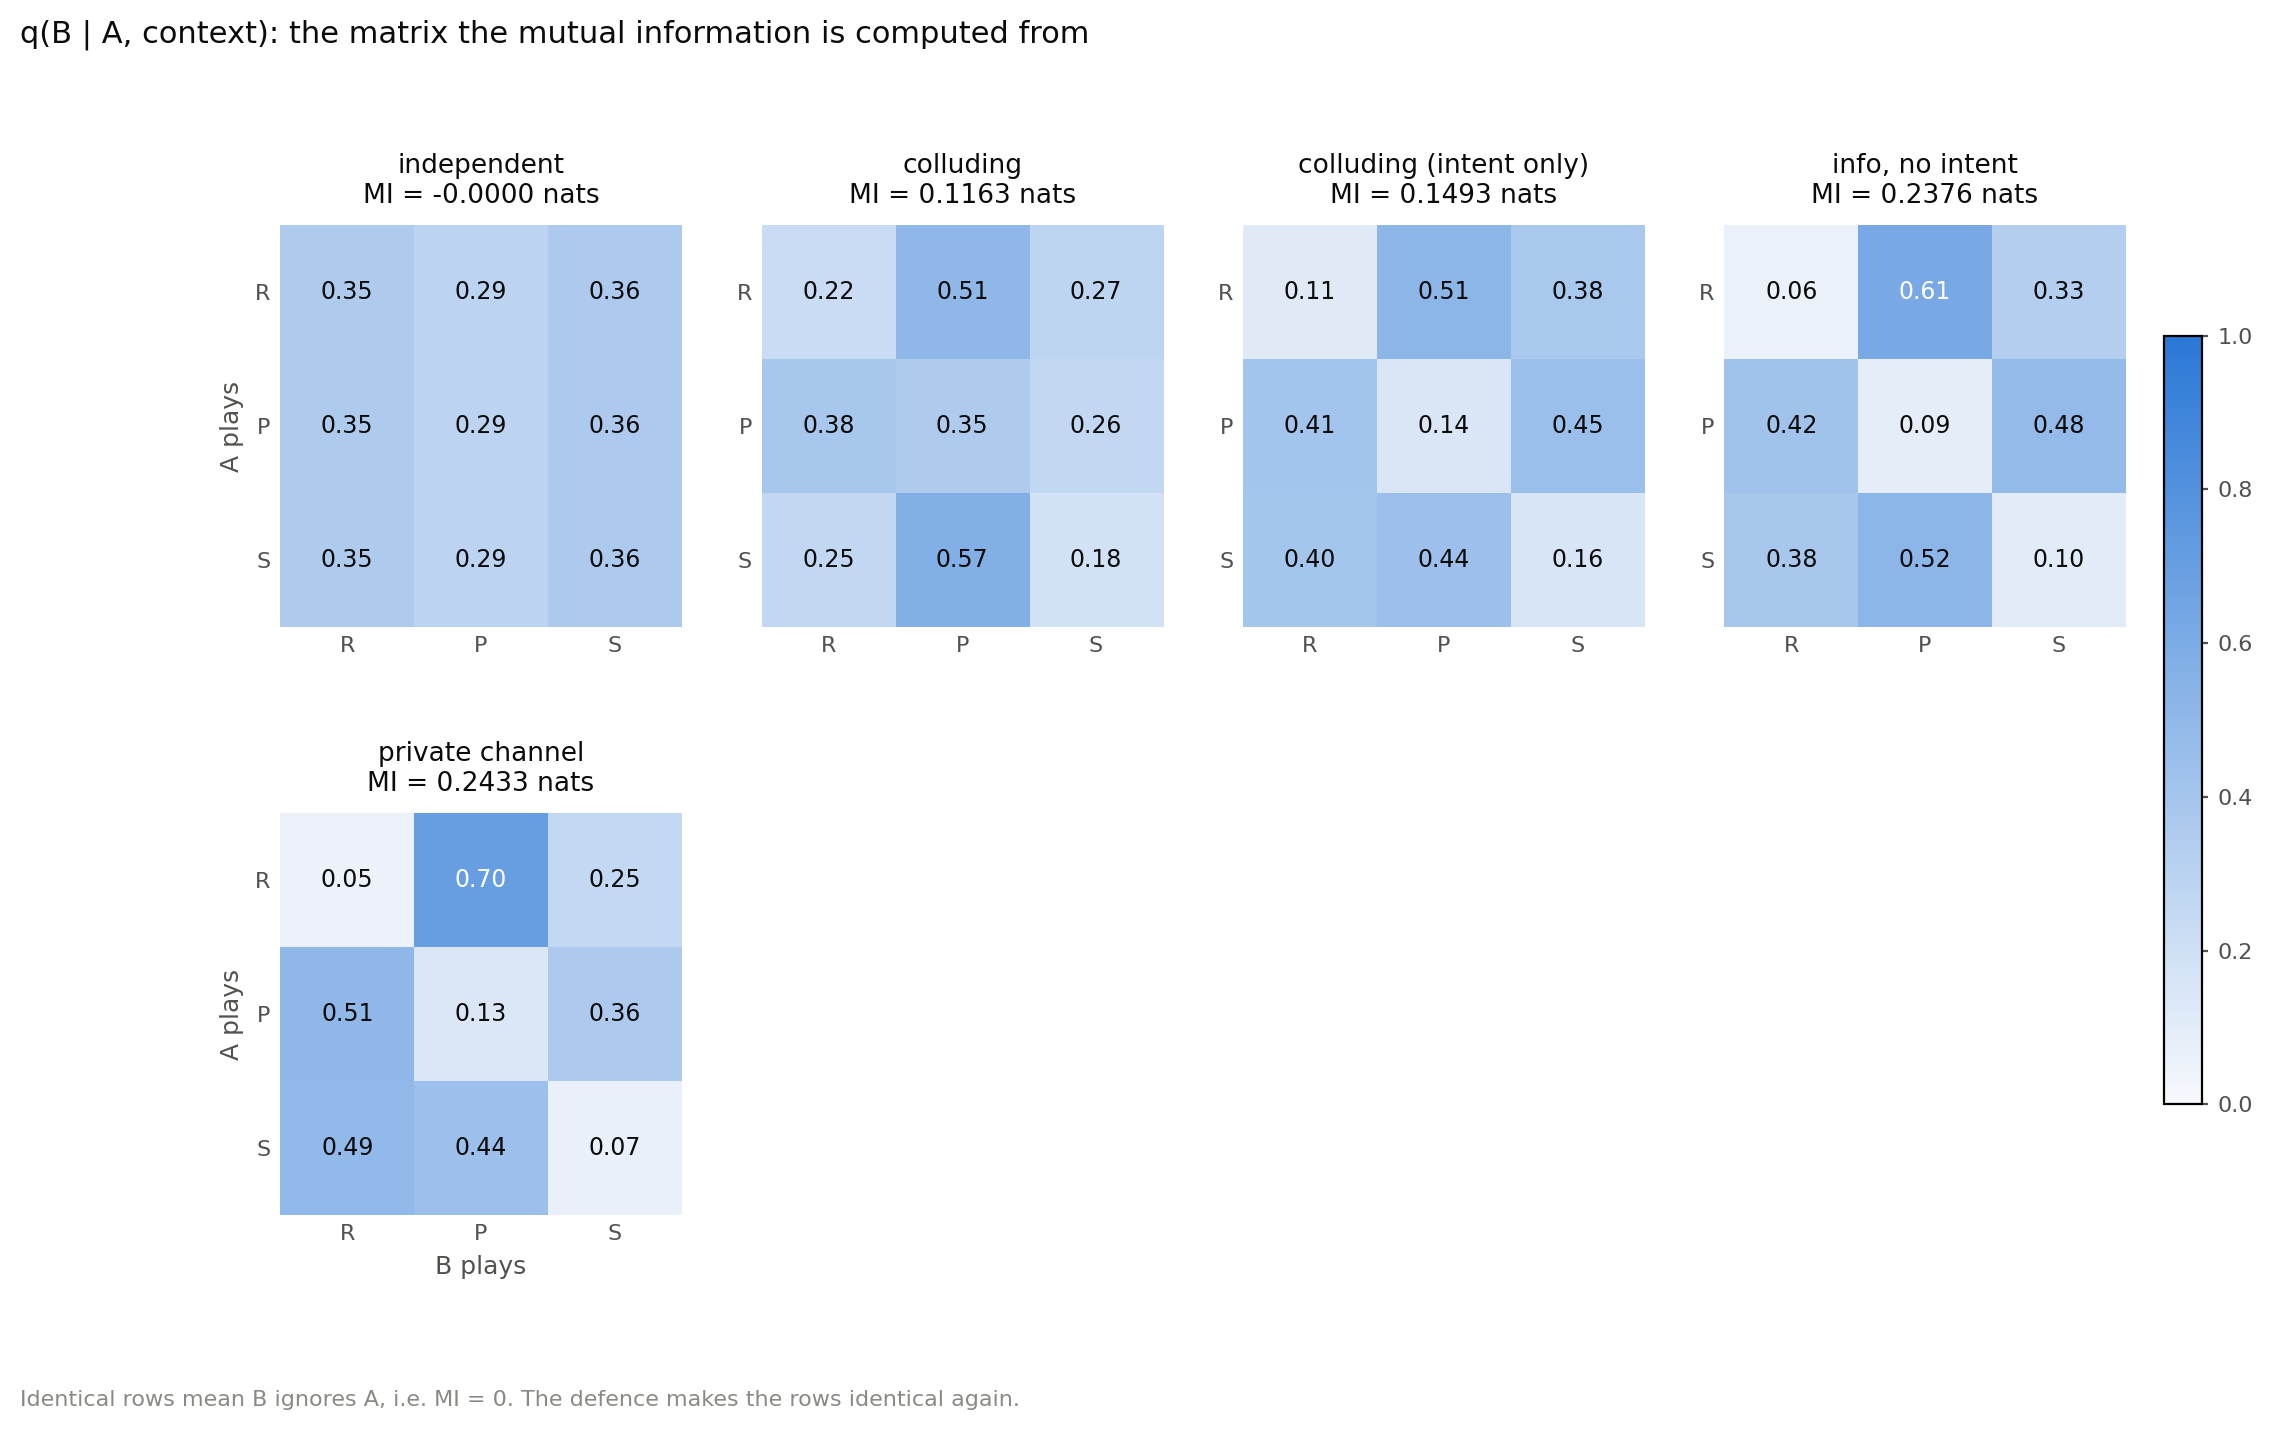 q(B | A, context): the matrix the mutual information is computed from
independent
MI = -0.0000 nats
colluding
MI = 0.1163 nats
colluding (intent only)
MI = 0.1493 nats
info, no intent
MI = 0.2376 nats
A plays
R 0.35 0.29 0.36
P 0.35 0.29 0.36
S 0.35 0.29 0.36
R P S
R 0.22 0.51 0.27
P 0.38 0.35 0.26
S 0.25 0.57 0.18
R P S
R 0.11 0.51 0.38
P 0.41 0.14 0.45
S 0.40 0.44 0.16
R P S
R 0.06 0.61 0.33
P 0.42 0.09 0.48
S 0.38 0.52 0.10
R P S
1.0
0.8
0.6
0.4
0.2
0.0
private channel
MI = 0.2433 nats
A plays
R 0.05 0.70 0.25
P 0.51 0.13 0.36
S 0.49 0.44 0.07
R P S
B plays
Identical rows mean B ignores A, i.e. MI = 0. The defence makes the rows identical again.